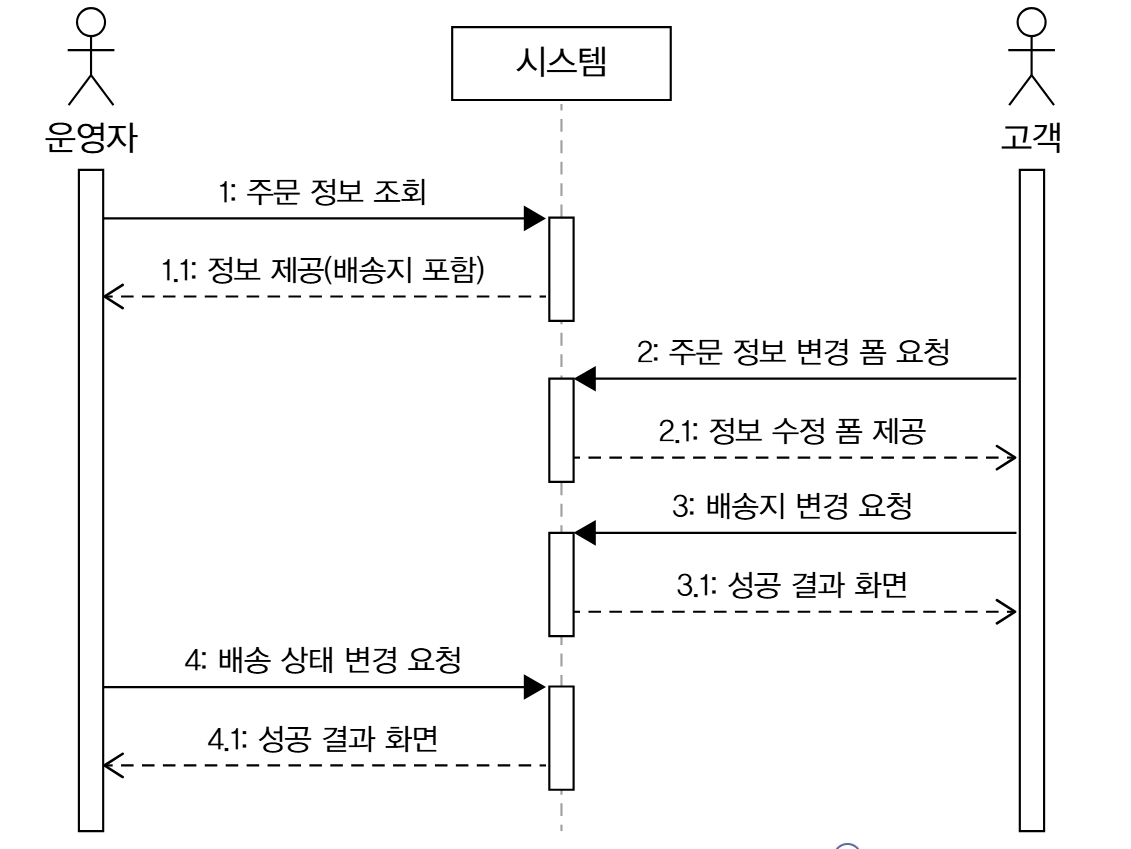 시스템
운영자
고객
1: 주문 정보 조회
1.1: 정보 제공(배송지 포함)
2: 주문 정보 변경 폼 요청
2.1: 정보 수정 폼 제공
3: 배송지 변경 요청
3.1: 성공 결과 화면
4: 배송 상태 변경 요청
4.1: 성공 결과 화면